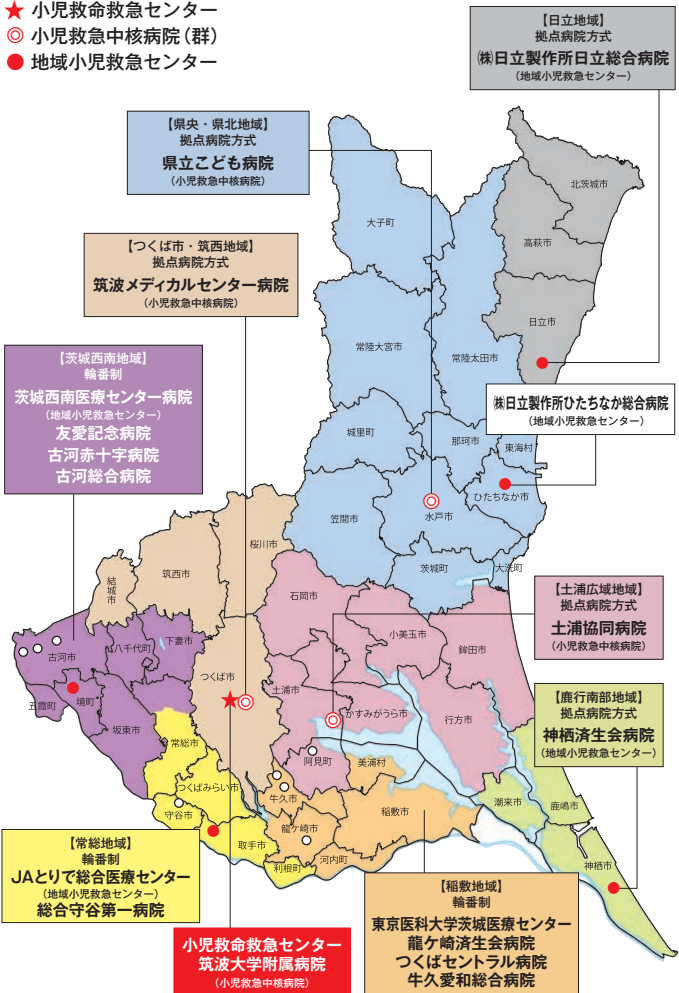 小児救命救急センター
小児救急中核病院(群)
地域小児救急センター
【日立地域】
拠点病院方式
㈱日立製作所日立総合病院
(地域小児救急センター)
【県央・県北地域】
拠点病院方式
県立こども病院
(小児救急中核病院)
【つくば市・筑西地域】
拠点病院方式
筑波メディカルセンター病院
(小児救急中核病院)
【茨城西南地域】
輪番制
茨城西南医療センター病院
(地域小児救急センター)
友愛記念病院
古河赤十字病院
古河総合病院
㈱日立製作所ひたちなか総合病院
(地域小児救急センター)
【土浦広域地域】
拠点病院方式
土浦協同病院
(小児救急中核病院)
【鹿行南部地域】
拠点病院方式
神栖済生会病院
(地域小児救急センター)
【常総地域】
輪番制
JAとりで総合医療センター
(地域小児救急センター)
総合守谷第一病院
小児救命救急センター
筑波大学附属病院
(小児救急中核病院)
【稲敷地域】
輪番制
東京医科大学茨城医療センター
龍ケ崎済生会病院
つくばセントラル病院
牛久愛和総合病院
北茨城市
大子町
高萩市
日立市
常陸大宮市
常陸太田市
城里町
那珂市
東海村
ひたちなか市
笠間市
水戸市
桜川市
茨城町
大洗町
筑西市
結城市
石岡市
小美玉市
鉾田市
古河市
八千代町
下妻市
つくば市
土浦市
かすみがうら市
行方市
五霞町
境町
坂東市
常総市
阿見町
美浦村
つくばみらい市
牛久市
稲敷市
潮来市
鹿嶋市
守谷市
取手市
龍ケ崎市
利根町
河内町
神栖市